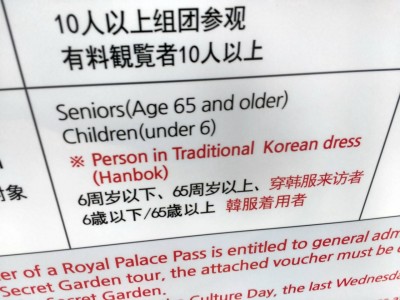 10人以上组团参观
有料観覧者10人以上
Seniors(Age 65 and older)
Children(under 6)
※ Person in Traditional Korean dress
(Hanbok)
对象
6周岁以下、65周岁以上、穿韩服来访者
6歳以下/65歳以上 韓服着用者
of a Royal Palace Pass is entitled to general
Secret Garden tour, the attached voucher must be
Secret Garden.
Culture Day, the last Wednesday